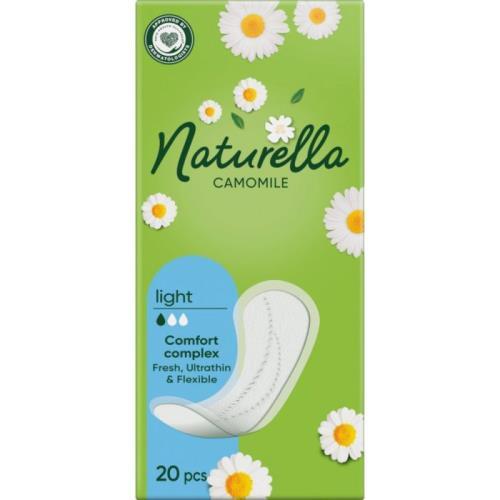 APPROVED BY
DERMATOLOGISTS
Naturella
CAMOMILE
light
Comfort
complex
Fresh, Ultrathin
& Flexible
20 pcs